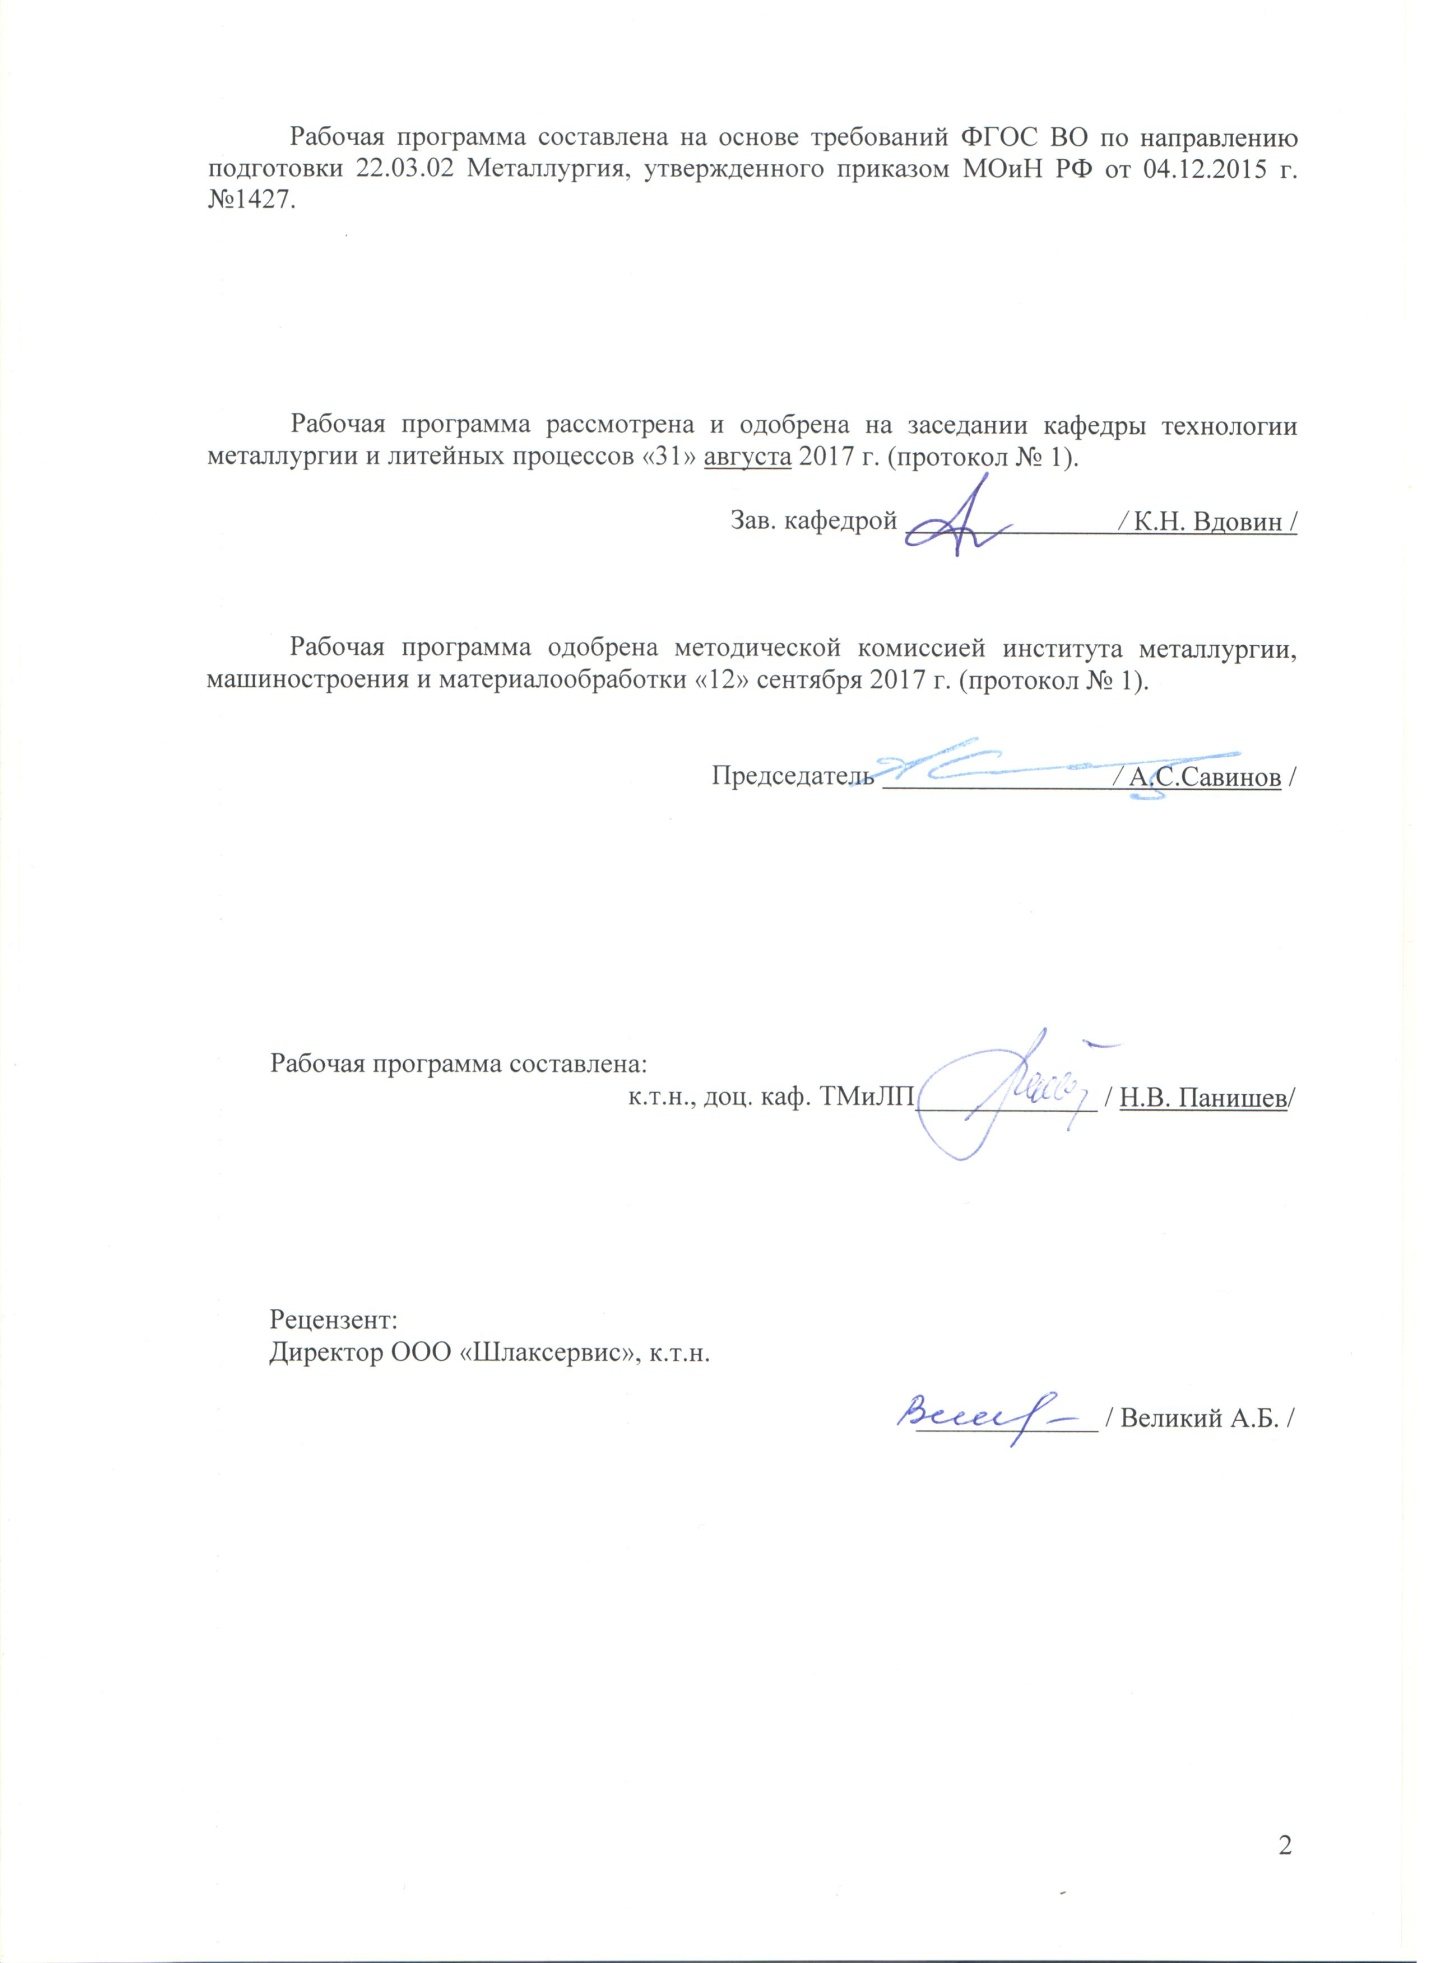 Рабочая программа составлена на основе требований ФГОС ВО по направлению
подготовки 22.03.02 Металлургия, утвержденного приказом МОиН РФ от 04.12.2015 г.
№1427.
Рабочая программа рассмотрена и одобрена на заседании кафедры технологии
металлургии и литейных процессов «31» августа 2017 г. (протокол № 1).
Зав. кафедрой / К.Н. Вдовин /
Рабочая программа одобрена методической комиссией института металлургии,
машиностроения и материалообработки «12» сентября 2017 г. (протокол № 1).
Председатель / А.С.Савинов /
Рабочая программа составлена:
к.т.н., доц. каф. ТМиЛП / Н.В. Панишев/
Рецензент:
Директор ООО «Шлаксервис», к.т.н.
/ Великий А.Б. /
2